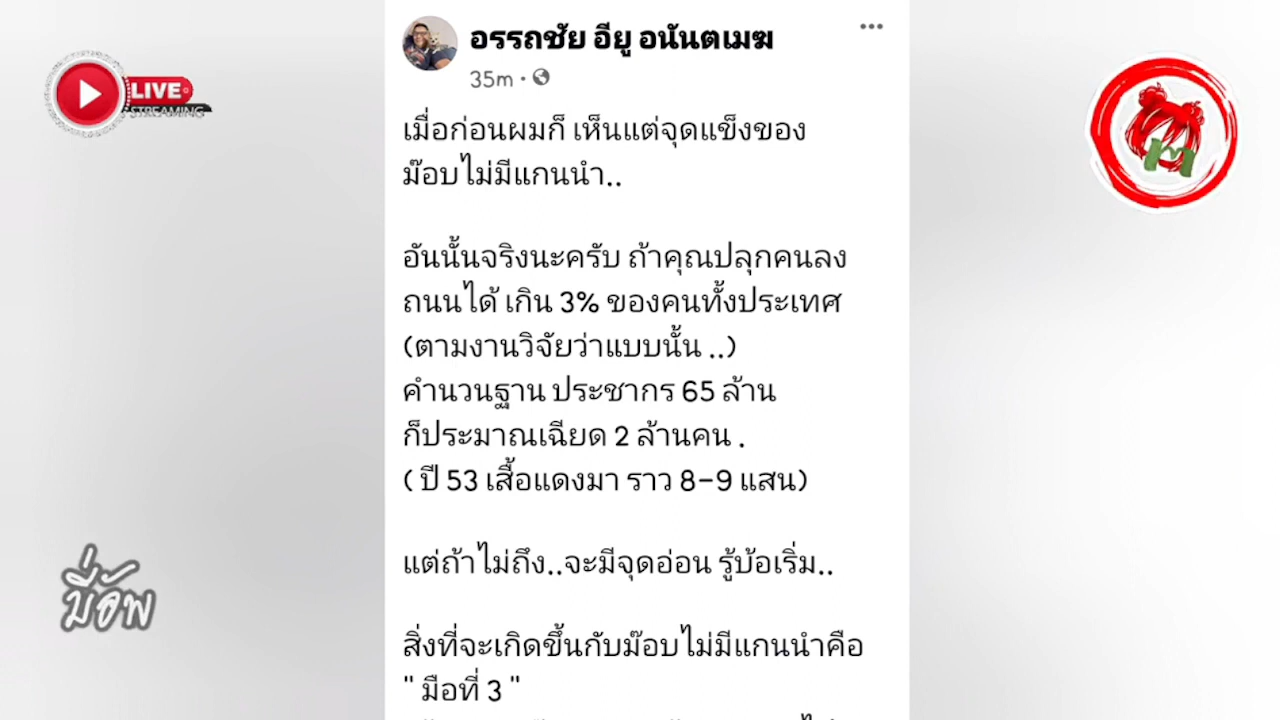 อรรถชัย อียู อนันตเมฆ
35m
LIVE
STREAMING
เมื่อก่อนผมก็ เห็นแต่จุดแข็งของ
ม๊อบไม่มีแกนนำ..
อันนั้นจริงนะครับ ถ้าคุณปลุกคนลง
ถนนได้ เกิน 3% ของคนทั้งประเทศ
(ตามงานวิจัยว่าแบบนั้น ..)
คำนวนฐาน ประชากร 65 ล้าน
ก็ประมาณเฉียด 2 ล้านคน .
( ปี 53 เสื้อแดงมา ราว 8-9 แสน)
แต่ถ้าไม่ถึง..จะมีจุดอ่อน รู้บ้อเริ่ม..
สิ่งที่จะเกิดขึ้นกับม๊อบไม่มีแกนนำคือ
" มือที่ 3 "
มี่อัพ